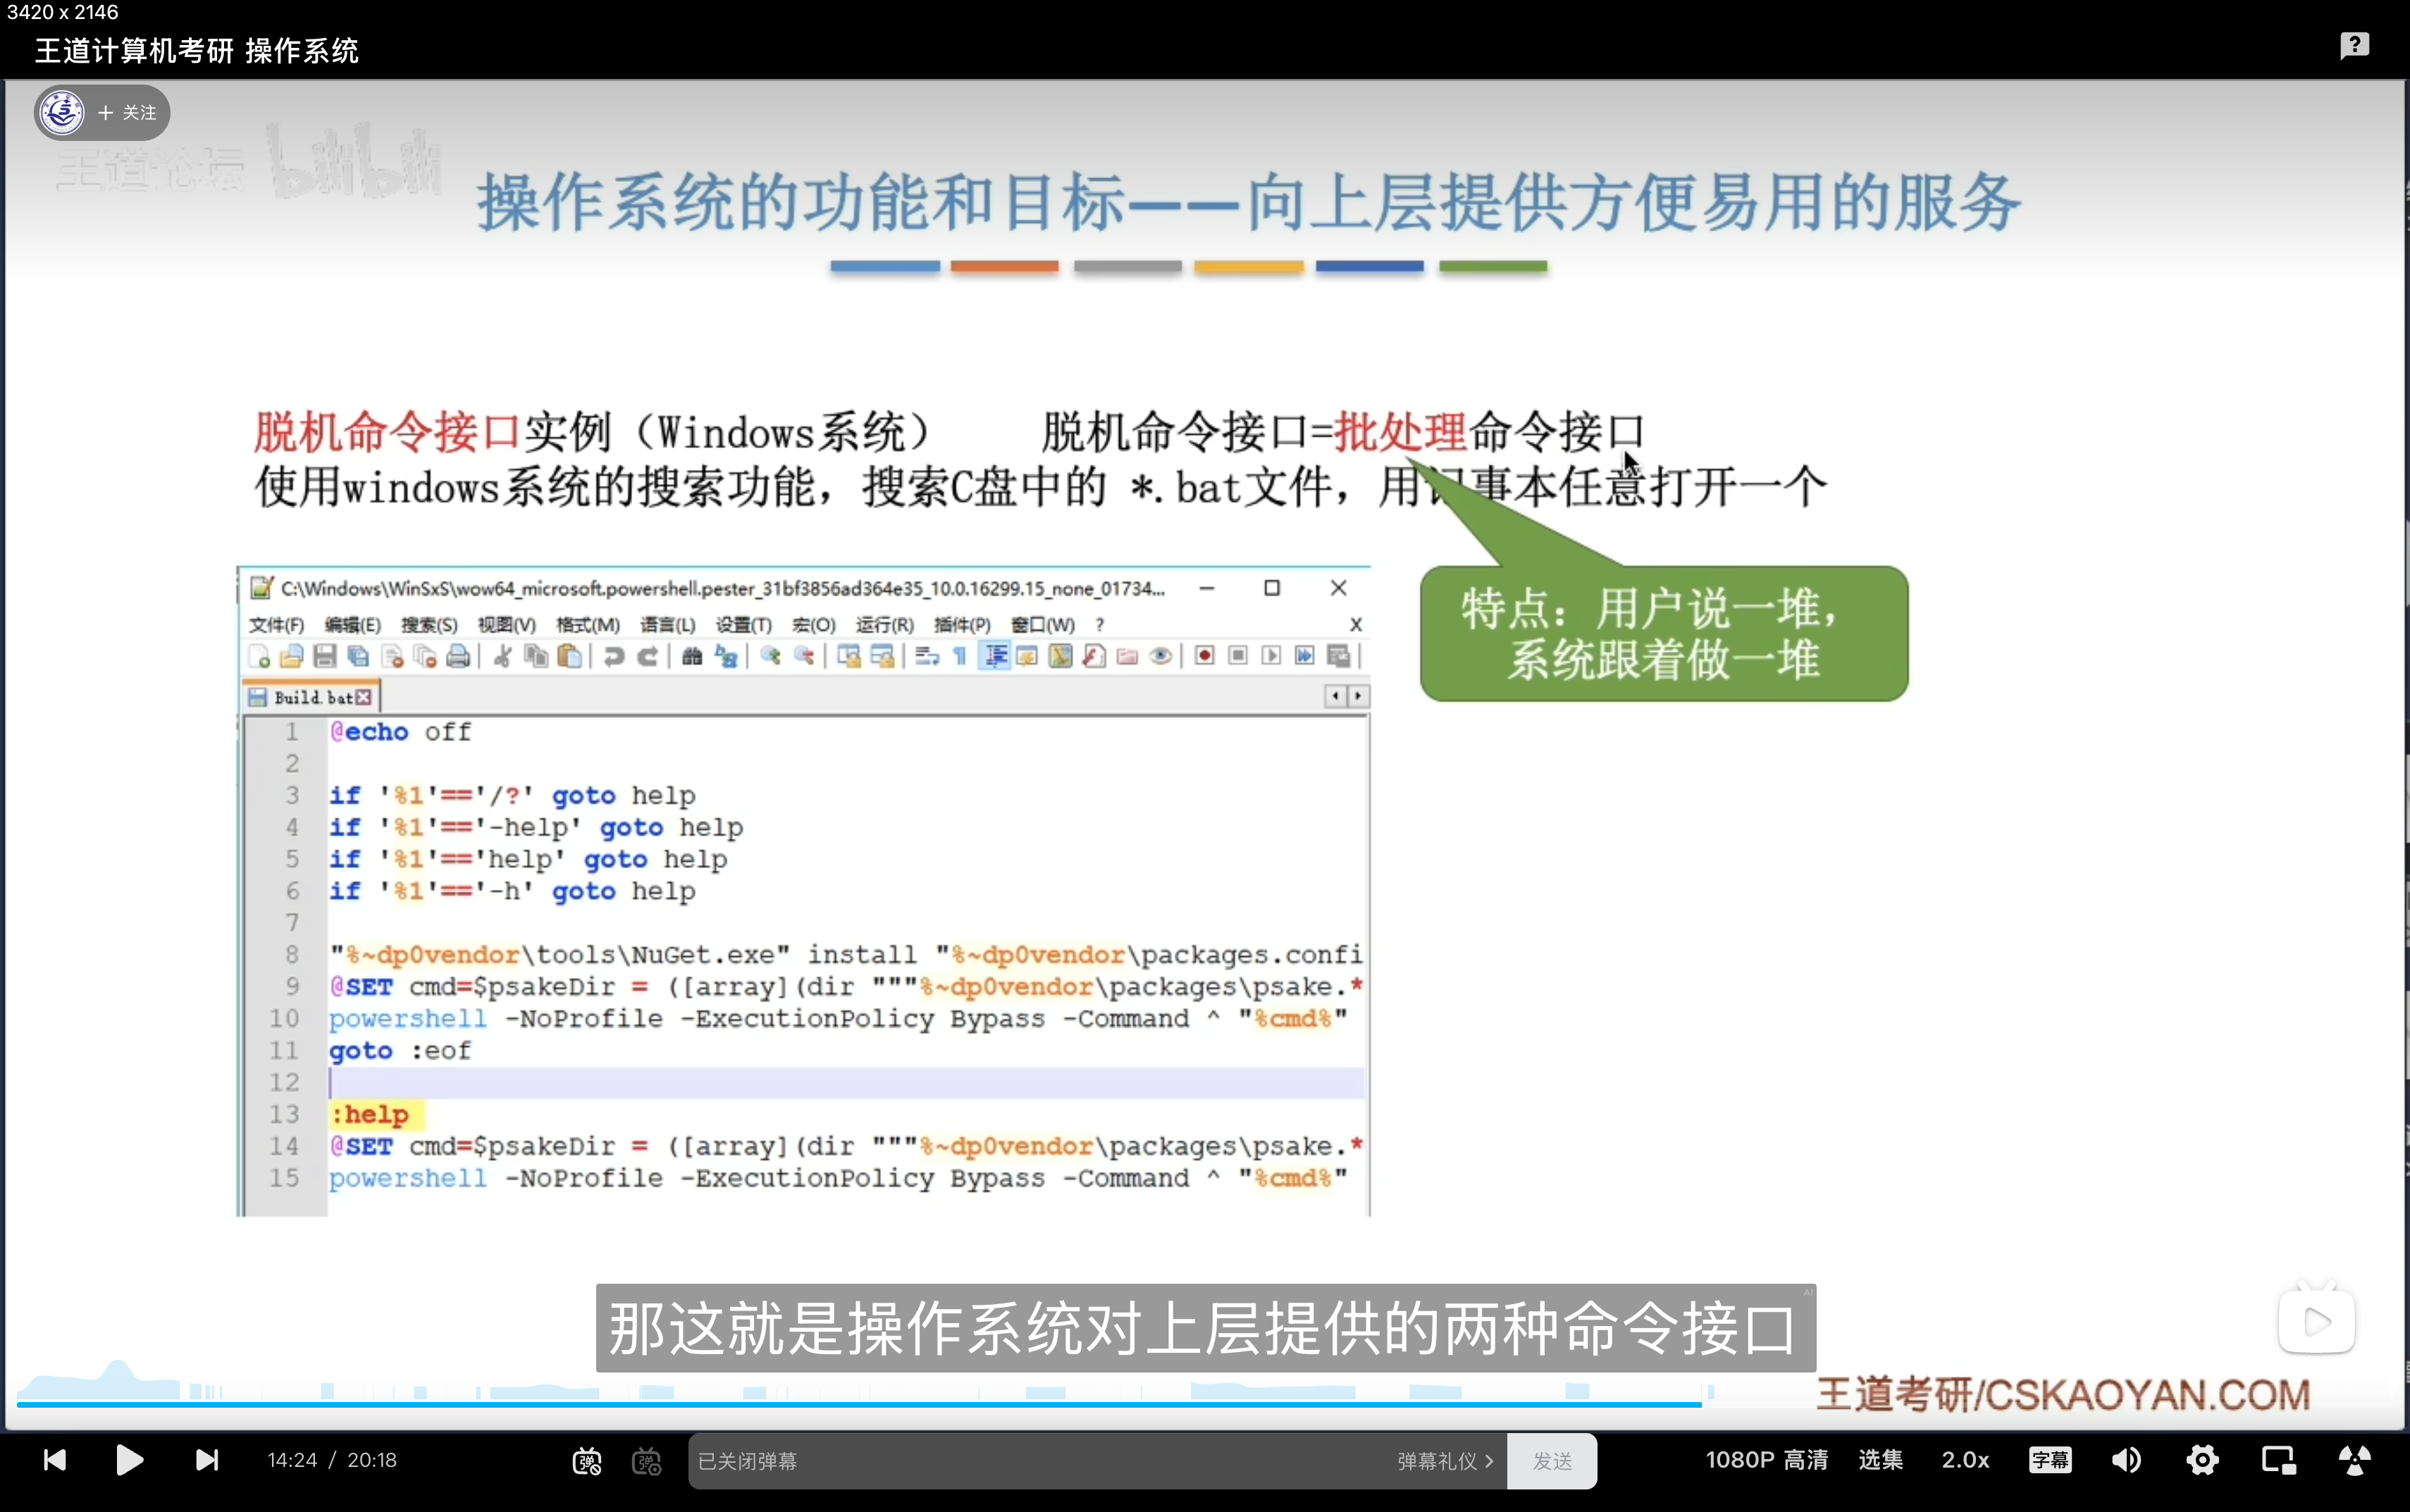 3420 x 2146
王道计算机考研 操作系统
+ 关注
王道论坛 bilibili
操作系统的功能和目标——向上层提供方便易用的服务
脱机命令接口实例（Windows系统） 脱机命令接口=批处理命令接口
使用windows系统的搜索功能，搜索C盘中的 *.bat文件，用记事本任意打开一个
特点：用户说一堆，
系统跟着做一堆
C:\Windows\WinSxS\wow64_microsoft.powershell.pester_31bf3856ad364e35_10.0.16299.15_none_01734...
文件(F) 编辑(E) 搜索(S) 视图(V) 格式(M) 语言(L) 设置(T) 宏(O) 运行(R) 插件(P) 窗口(W) ? X
Build.bat
1 @echo off
2
3 if '%1'=='/?' goto help
4 if '%1'=='-help' goto help
5 if '%1'=='help' goto help
6 if '%1'=='-h' goto help
7
8 "%~dp0vendor\tools\NuGet.exe" install "%~dp0vendor\packages.confi
9 @SET cmd=$psakeDir = ([array](dir """%~dp0vendor\packages\psake.*
10 powershell -NoProfile -ExecutionPolicy Bypass -Command ^ "%cmd%"
11 goto :eof
12
13 :help
14 @SET cmd=$psakeDir = ([array](dir """%~dp0vendor\packages\psake.*
15 powershell -NoProfile -ExecutionPolicy Bypass -Command ^ "%cmd%"
那这就是操作系统对上层提供的两种命令接口
AI
王道考研/CSKAOYAN.COM
14:24 / 20:18 弹 弹 已关闭弹幕 弹幕礼仪 > 发送 1080P 高清 选集 2.0x 字幕